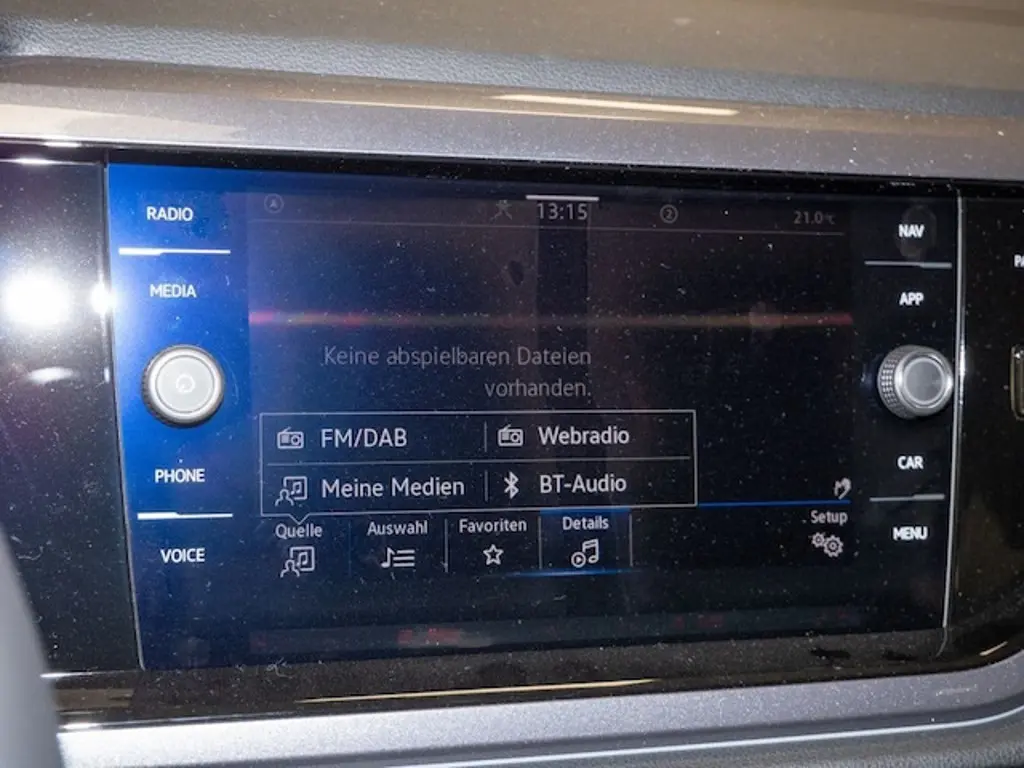 RADIO
MEDIA
PHONE
VOICE
13:15
2
21.0°C
Keine abspielbaren Dateien
vorhanden.
FM/DAB
Webradio
Meine Medien
BT-Audio
Quelle
Auswahl
Favoriten
Details
Setup
NAV
APP
CAR
MENU